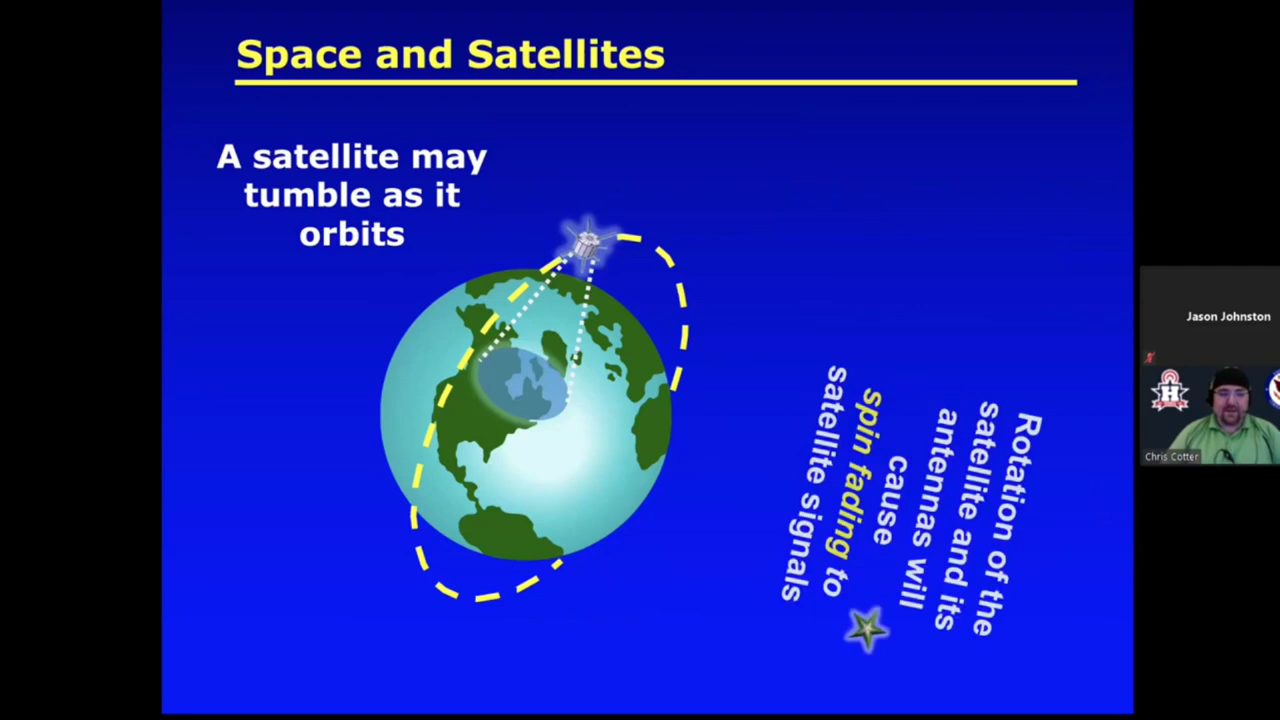 Space and Satellites
A satellite may
tumble as it
orbits
Rotation of the
satellite and its
antennas will
cause
spin fading to
satellite signals
Jason Johnston
H
Chris Cotter